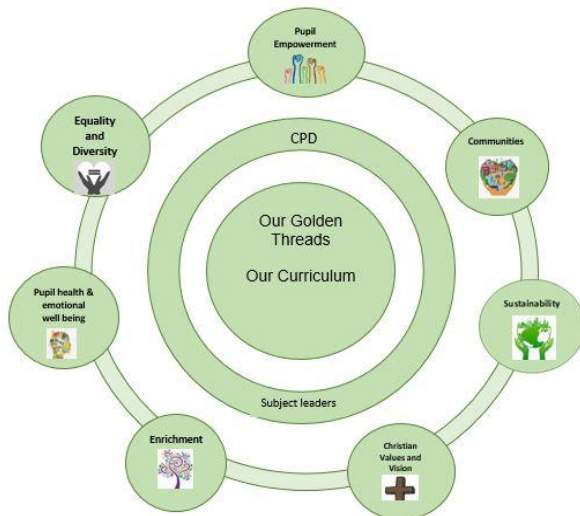 Pupil
Empowerment
Equality
and
Diversity
CPD
Communities
Our Golden
Threads
Our Curriculum
Pupil health &
emotional
well being
Sustainability
Subject leaders
Enrichment
Christian
Values and
Vision